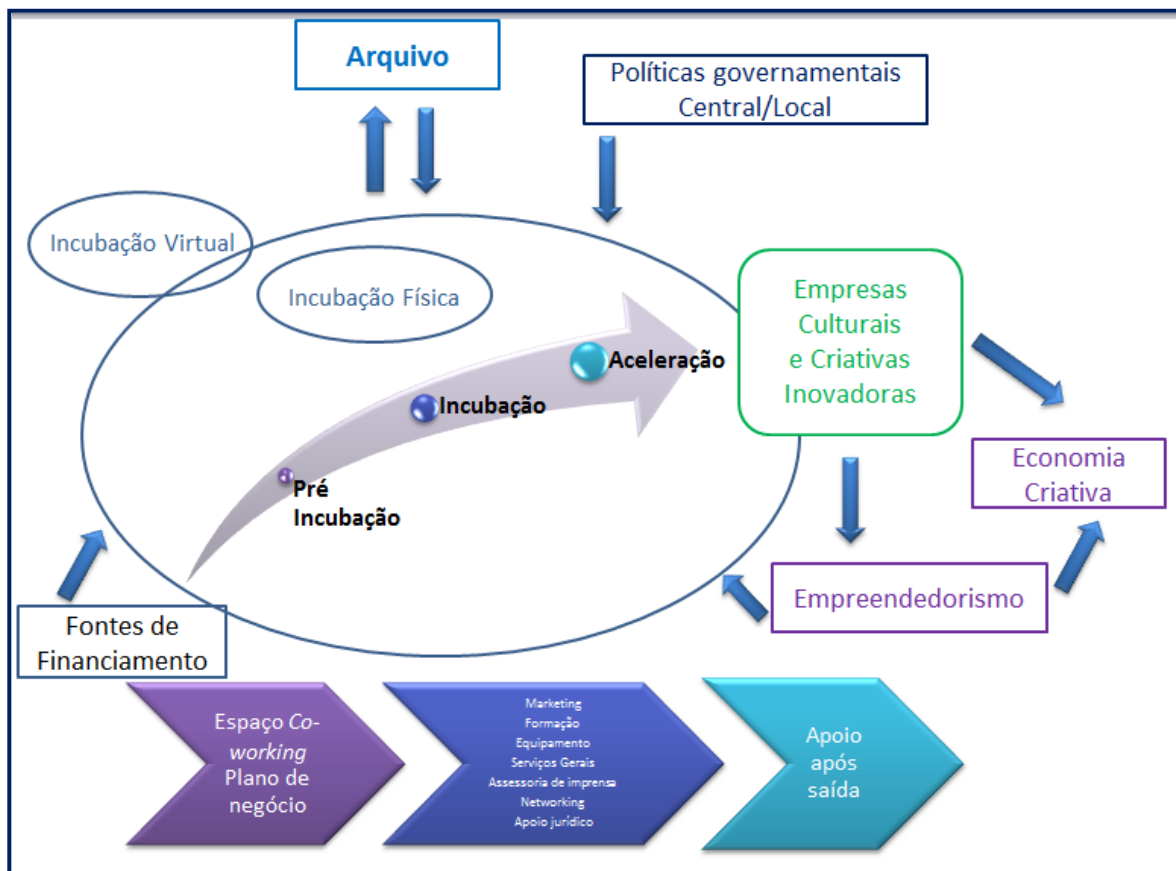 Arquivo
Políticas governamentais
Central/Local
Incubação Virtual
Incubação Física
Empresas
Culturais
e Criativas
Inovadoras
Aceleração
Incubação
Pré
Incubação
Economia
Criativa
Empreendedorismo
Fontes de
Financiamento
Espaço Co-
working
Plano de
negócio
Marketing
Formação
Equipamento
Serviços Gerais
Assessoria de imprensa
Networking
Apoio jurídico
Apoio
após
saída